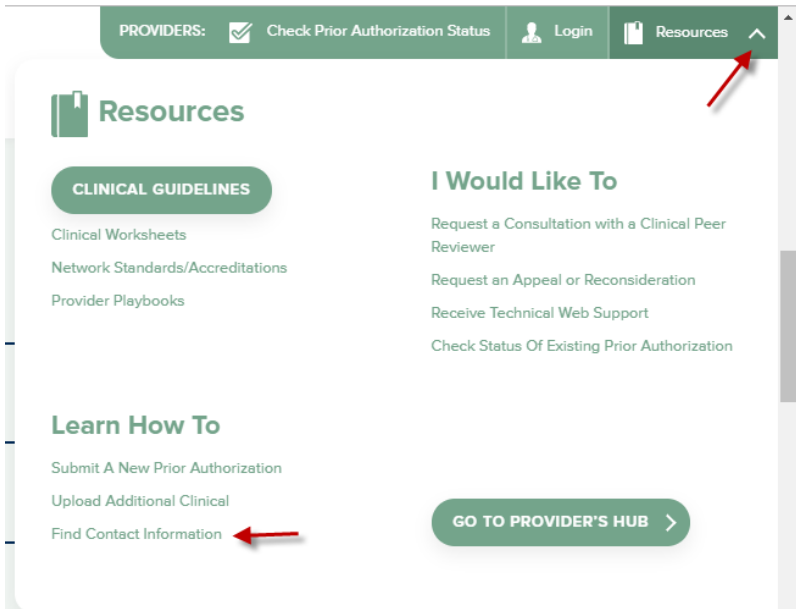 PROVIDERS: Check Prior Authorization Status Login Resources
Resources
CLINICAL GUIDELINES
Clinical Worksheets
Network Standards/Accreditations
Provider Playbooks
I Would Like To
Request a Consultation with a Clinical Peer
Reviewer
Request an Appeal or Reconsideration
Receive Technical Web Support
Check Status Of Existing Prior Authorization
Learn How To
Submit A New Prior Authorization
Upload Additional Clinical
Find Contact Information
GO TO PROVIDER'S HUB